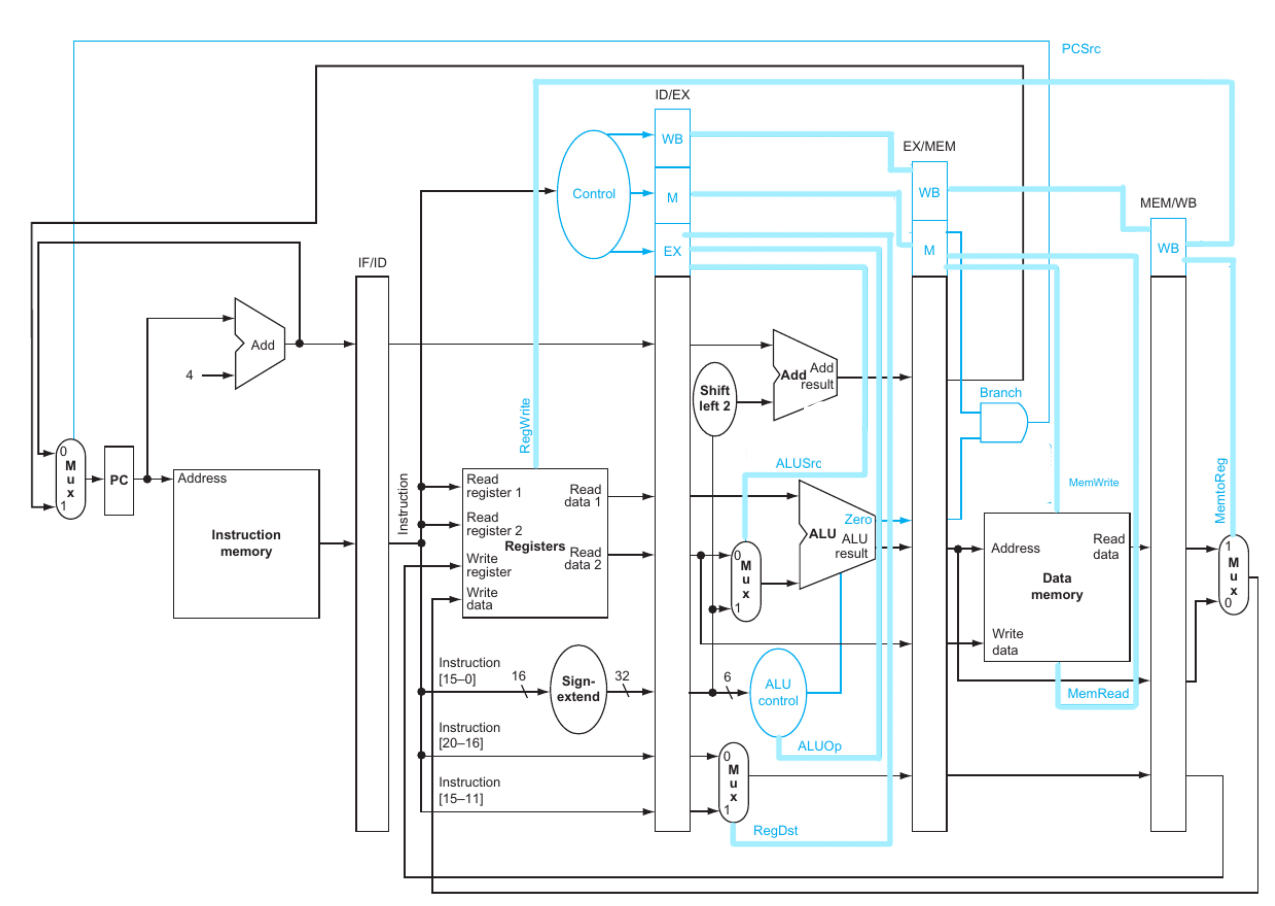 PCSrc
ID/EX
WB
EX/MEM
Control
M
WB
MEM/WB
EX
M
WB
IF/ID
Add
4
Add
Add
result
Shift
left 2
Branch
RegWrite
0
M
u
x
1
PC
Address
Instruction
memory
Instruction
Read
register 1
Read
data 1
Read
register 2
Registers
Write
register
Read
data 2
Write
data
ALUSrc
0
M
u
x
1
Zero
ALU
ALU
result
MemWrite
Address
Read
data
Data
memory
Write
data
MemtoReg
1
M
u
x
0
Instruction
[15–0]
16
Sign-
extend
32
6
ALU
control
MemRead
Instruction
[20–16]
ALUOp
0
M
u
x
1
Instruction
[15–11]
RegDst